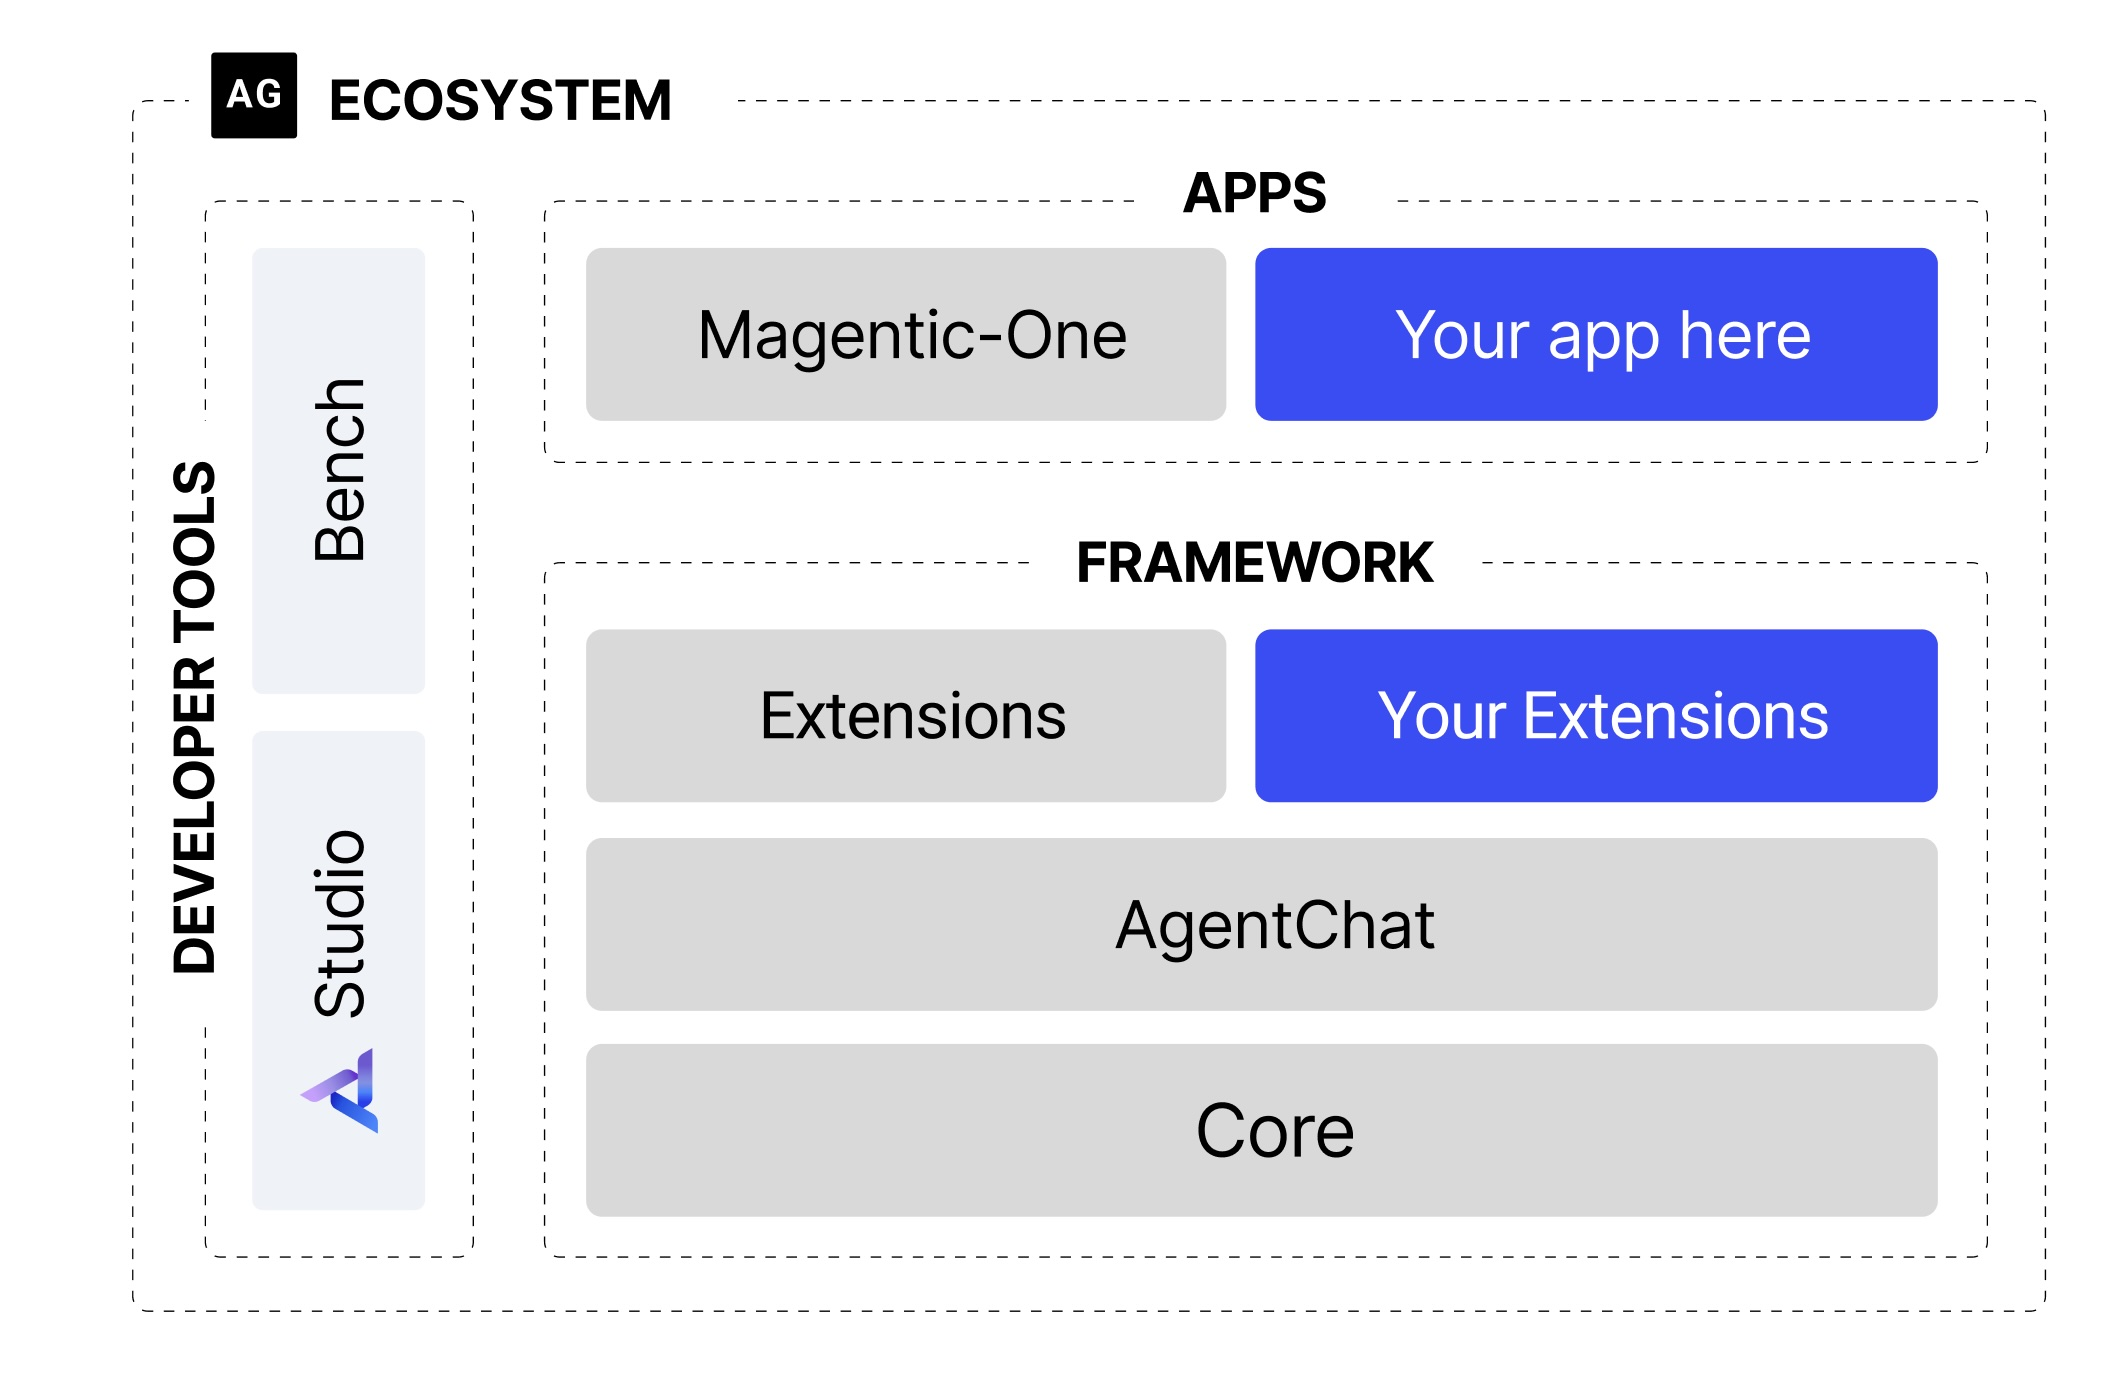 AG ECOSYSTEM
DEVELOPER TOOLS
Bench
Studio
APPS
Magentic-One
Your app here
FRAMEWORK
Extensions
Your Extensions
AgentChat
Core